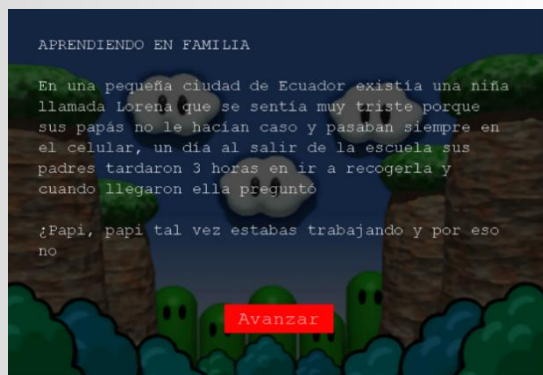 APRENDIENDO EN FAMILIA
En una pequeña ciudad de Ecuador existía una niña
llamada Lorena que se sentía muy triste porque
sus papás no le hacían caso y pasaban siempre en
el celular, un día al salir de la escuela sus
padres tardaron 3 horas en ir a recogerla y
cuando llegaron ella preguntó
¿Papi, papi tal vez estabas trabajando y por eso
no
Avanzar